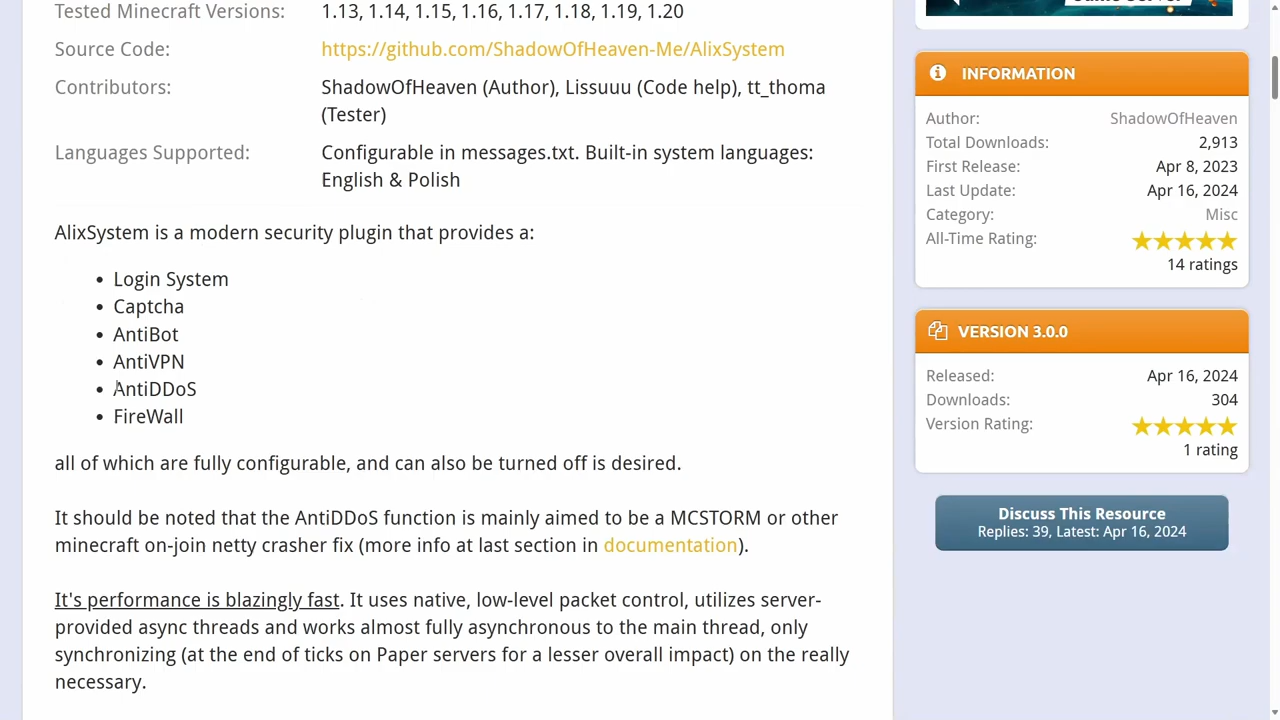 Tested Minecraft Versions: 1.13, 1.14, 1.15, 1.16, 1.17, 1.18, 1.19, 1.20
Source Code: https://github.com/ShadowOfHeaven-Me/AlixSystem
Contributors: ShadowOfHeaven (Author), Lissuuu (Code help), tt_thoma
(Tester)
Languages Supported: Configurable in messages.txt. Built-in system languages:
English & Polish
AlixSystem is a modern security plugin that provides a:
• Login System
• Captcha
• AntiBot
• AntiVPN
• AntiDDoS
• FireWall
all of which are fully configurable, and can also be turned off is desired.
It should be noted that the AntiDDoS function is mainly aimed to be a MCSTORM or other
minecraft on-join netty crasher fix (more info at last section in documentation).
It's performance is blazingly fast. It uses native, low-level packet control, utilizes server-
provided async threads and works almost fully asynchronous to the main thread, only
synchronizing (at the end of ticks on Paper servers for a lesser overall impact) on the really
necessary.
INFORMATION
Author: ShadowOfHeaven
Total Downloads: 2,913
First Release: Apr 8, 2023
Last Update: Apr 16, 2024
Category: Misc
All-Time Rating:
14 ratings
VERSION 3.0.0
Released: Apr 16, 2024
Downloads: 304
Version Rating:
1 rating
Discuss This Resource
Replies: 39, Latest: Apr 16, 2024